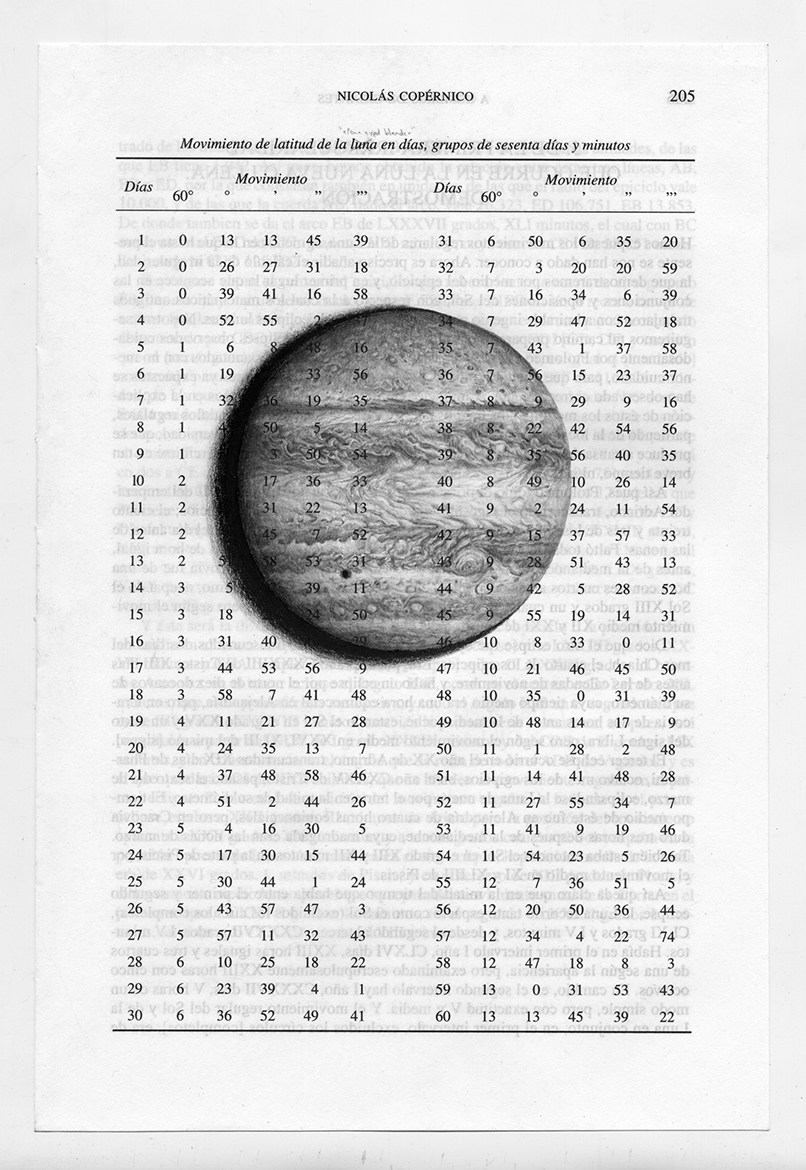 NICOLÁS COPÉRNICO 205
Movimiento de latitud de la luna en días, grupos de sesenta días y minutos
Movimiento Movimiento
Días 60° ° ’ ’’ ’’’ Días 60° ° ’ ’’ ’’’
1 0 13 13 45 39 31 6 50 6 35 20
2 0 26 27 31 18 32 7 3 20 20 59
3 0 39 41 16 58 33 7 16 34 6 39
4 0 52 55 2 37 34 7 29 47 52 18
5 1 6 8 48 16 35 7 43 1 37 58
6 1 19 33 56 36 7 56 15 23 37
7 1 32 36 19 35 37 8 9 29 9 16
8 1 50 5 14 38 8 22 42 54 56
9 1 3 50 54 39 8 35 56 40 35
10 2 17 36 33 40 8 49 10 26 14
11 2 31 22 13 41 9 2 24 11 54
12 2 45 7 52 42 9 15 37 57 33
13 2 58 53 31 43 9 28 51 43 13
14 3 5 39 11 44 9 42 5 28 52
15 3 18 24 50 45 9 55 19 14 31
16 3 31 40 46 10 8 33 0 11
17 3 44 53 56 9 47 10 21 46 45 50
18 3 58 7 41 48 48 10 35 0 31 39
19 4 11 21 27 28 49 10 48 14 17 9
20 4 24 35 13 7 50 11 1 28 2 48
21 4 37 48 58 46 51 11 14 41 48 28
22 4 51 2 44 26 52 11 27 55 34 7
23 5 4 16 30 5 53 11 41 9 19 46
24 5 17 30 15 44 54 11 54 23 5 26
25 5 30 44 1 24 55 12 7 36 51 5
26 5 43 57 47 3 56 12 20 50 36 44
27 5 57 11 32 43 57 12 34 4 22 74
28 6 10 25 18 22 58 12 47 18 8 3
29 6 23 39 4 1 59 13 0 31 53 43
30 6 36 52 49 41 60 13 13 45 39 22